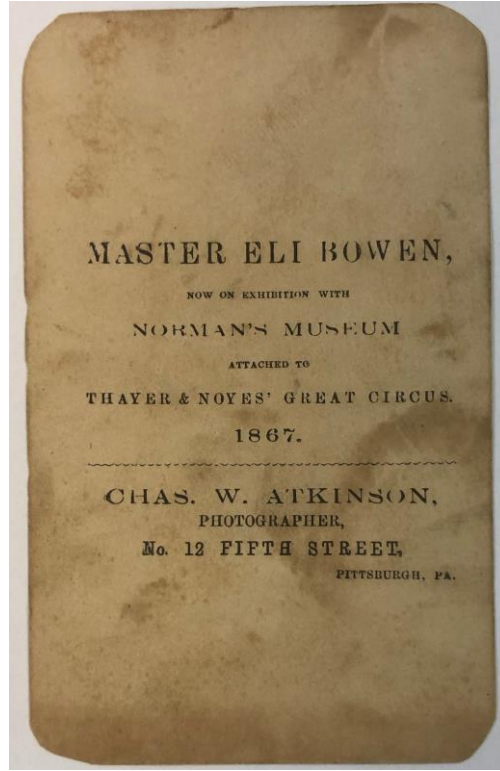 MASTER ELI BOWEN,
NOW ON EXHIBITION WITH
NORMAN'S MUSEUM
ATTACHED TO
THAYER & NOYES' GREAT CIRCUS.
1867.
CHAS. W. ATKINSON,
PHOTOGRAPHER,
No. 12 FIFTH STREET,
PITTSBURGH, PA.